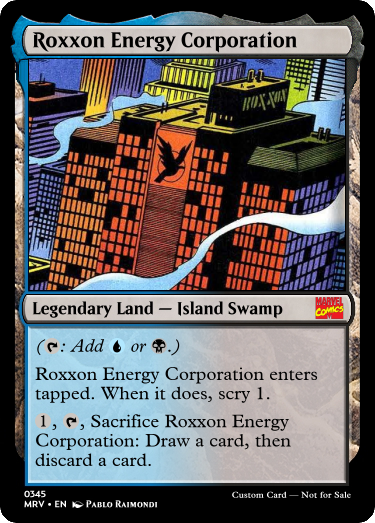 Roxxon Energy Corporation
ROXXON
Legendary Land — Island Swamp
MARVEL
COMICS
(: Add or .)
Roxxon Energy Corporation enters
tapped. When it does, scry 1.
1, , Sacrifice Roxxon Energy
Corporation: Draw a card, then
discard a card.
0345
MRV • EN Pablo Raimondi
Custom Card — Not for Sale